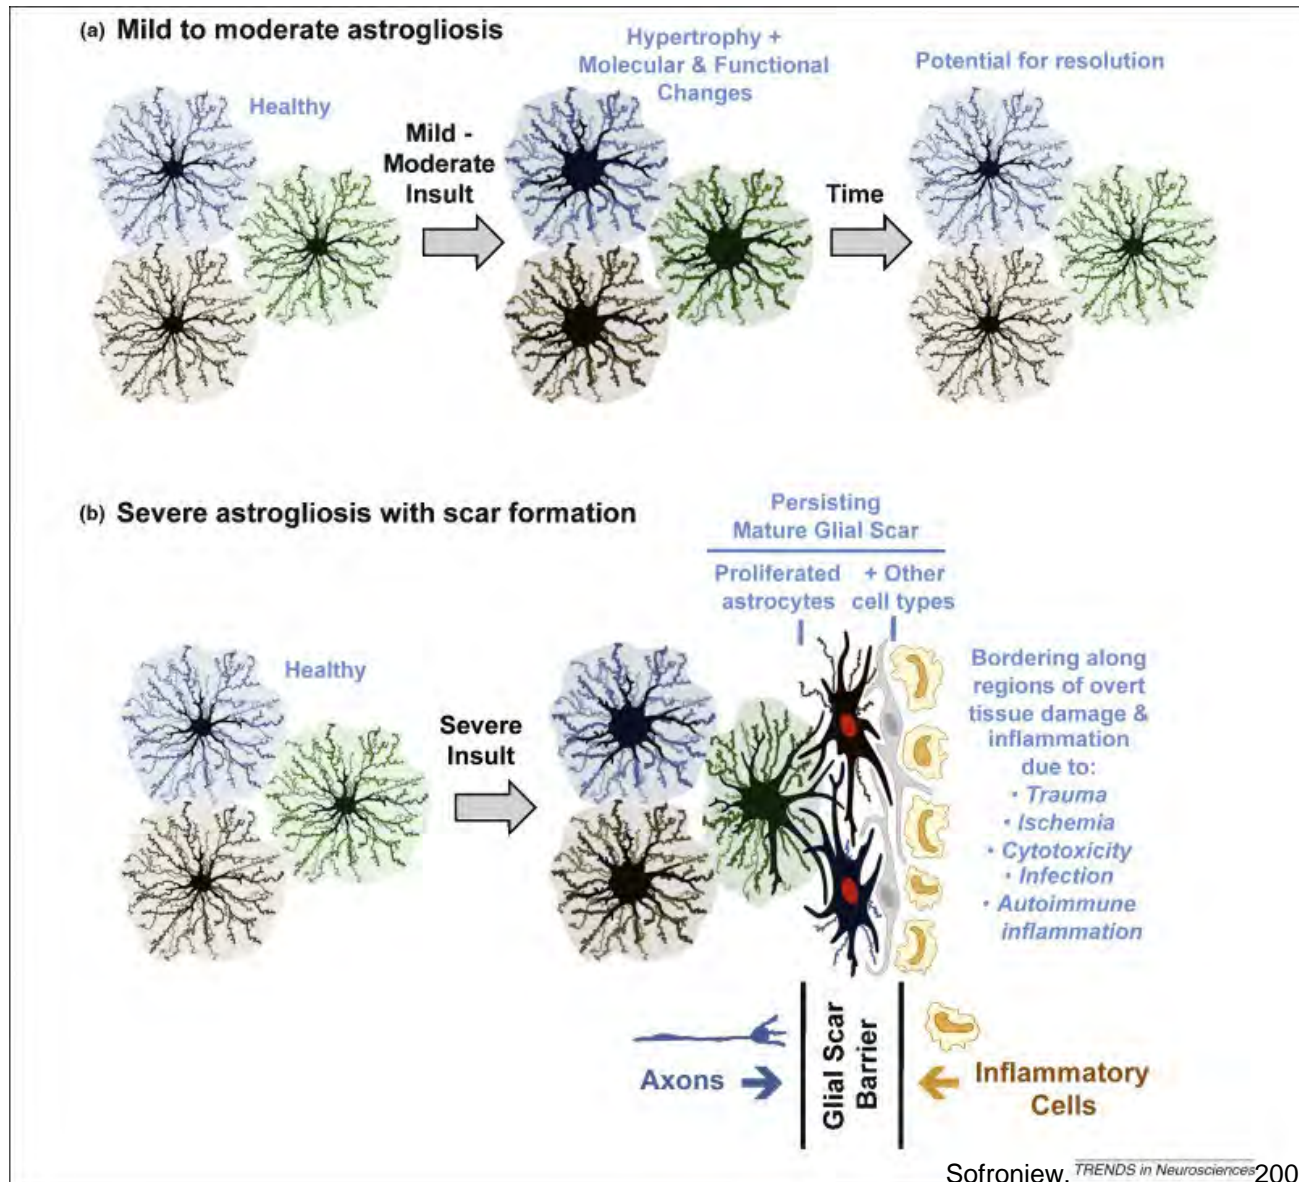 (a) Mild to moderate astrogliosis
Healthy
Mild -
Moderate
Insult
Hypertrophy +
Molecular & Functional
Changes
Time
Potential for resolution
(b) Severe astrogliosis with scar formation
Healthy
Severe
Insult
Persisting
Mature Glial Scar
Proliferated
astrocytes
+ Other
cell types
Bordering along
regions of overt
tissue damage &
inflammation
due to:
• Trauma
• Ischemia
• Cytotoxicity
• Infection
• Autoimmune
inflammation
Axons
Glial Scar
Barrier
Inflammatory
Cells
Sofroniew. TRENDS in Neurosciences 200